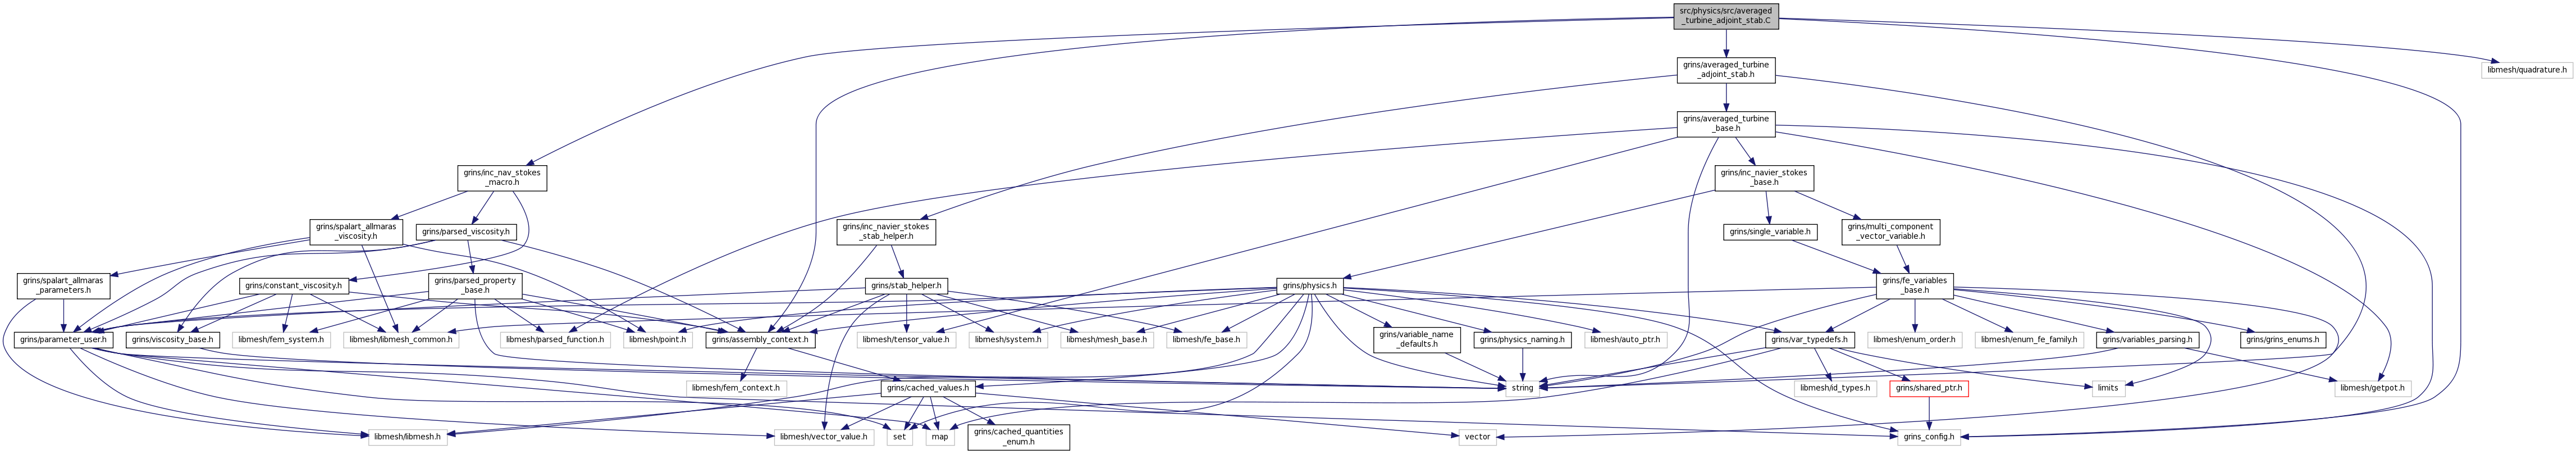 src/physics/src/averaged
_turbine_adjoint_stab.C
grins/averaged_turbine
_adjoint_stab.h
libmesh/quadrature.h
grins/averaged_turbine
_base.h
grins/inc_nav_stokes
_macro.h
grins/inc_navier_stokes
_base.h
grins/spalart_allmaras
_viscosity.h
grins/parsed_viscosity.h
grins/inc_navier_stokes
_stab_helper.h
grins/single_variable.h
grins/multi_component
_vector_variable.h
grins/spalart_allmaras
_parameters.h
grins/constant_viscosity.h
grins/parsed_property
_base.h
grins/stab_helper.h
grins/physics.h
grins/fe_variables
_base.h
grins/parameter_user.h
grins/viscosity_base.h
libmesh/fem_system.h
libmesh/libmesh_common.h
libmesh/parsed_function.h
libmesh/point.h
grins/assembly_context.h
libmesh/tensor_value.h
libmesh/system.h
libmesh/mesh_base.h
libmesh/fe_base.h
grins/variable_name
_defaults.h
grins/physics_naming.h
libmesh/auto_ptr.h
grins/var_typedefs.h
libmesh/enum_order.h
libmesh/enum_fe_family.h
grins/variables_parsing.h
grins/grins_enums.h
libmesh/fem_context.h
grins/cached_values.h
string
libmesh/id_types.h
grins/shared_ptr.h
limits
libmesh/getpot.h
libmesh/libmesh.h
libmesh/vector_value.h
set
map
grins/cached_quantities
_enum.h
vector
grins_config.h